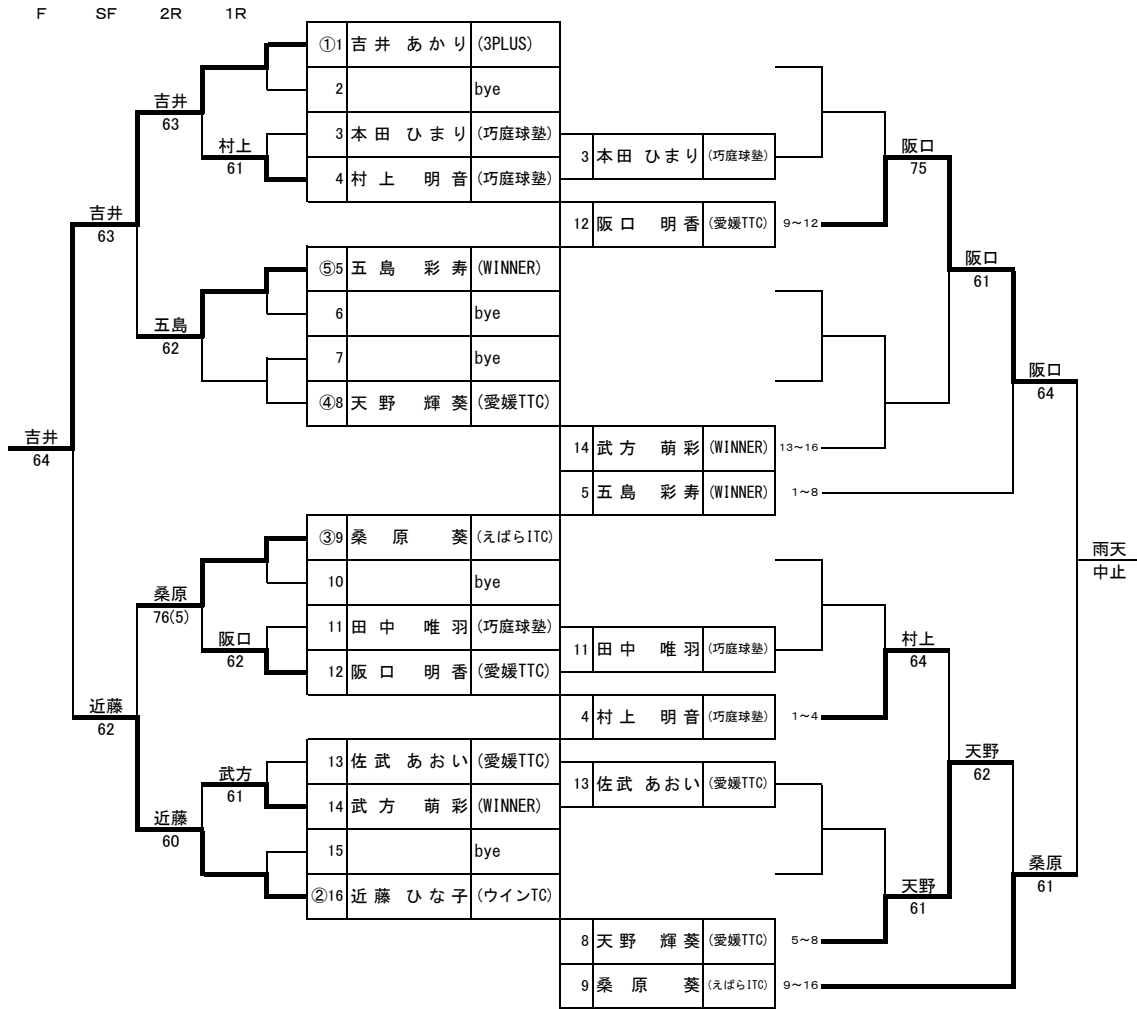 F SF 2R 1R
①1 吉井 あかり (3PLUS)
2 bye
吉井
63
3 本田 ひまり (巧庭球塾)
村上
61
4 村上 明音 (巧庭球塾)
3 本田 ひまり (巧庭球塾)
阪口
75
吉井
63
12 阪口 明香 (愛媛TTC) 9~12
⑤5 五島 彩寿 (WINNER)
阪口
61
6 bye
五島
62
7 bye
④8 天野 輝葵 (愛媛TTC)
阪口
64
吉井
64
14 武方 萌彩 (WINNER) 13~16
5 五島 彩寿 (WINNER) 1~8
③9 桑原 葵 (えばらITC)
雨天
中止
10 bye
桑原
76(5)
11 田中 唯羽 (巧庭球塾)
阪口
62
12 阪口 明香 (愛媛TTC)
11 田中 唯羽 (巧庭球塾)
村上
64
近藤
62
4 村上 明音 (巧庭球塾) 1~4
13 佐武 あおい (愛媛TTC)
武方
61
14 武方 萌彩 (WINNER)
13 佐武 あおい (愛媛TTC)
天野
62
近藤
60
15 bye
②16 近藤 ひな子 (ウインTC)
天野
61
桑原
61
8 天野 輝葵 (愛媛TTC) 5~8
9 桑原 葵 (えばらITC) 9~16